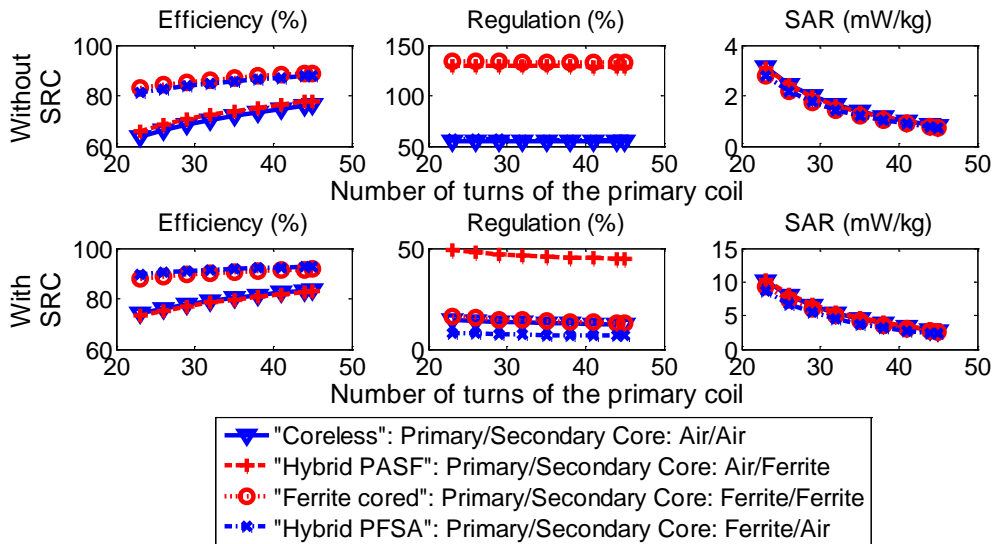 Efficiency (%)
Regulation (%)
SAR (mW/kg)
Without
SRC
100
80
60
20 30 40 50
150
100
50
20 30 40 50
4
2
0
20 30 40 50
Number of turns of the primary coil
Efficiency (%)
Regulation (%)
SAR (mW/kg)
With
SRC
100
80
60
20 30 40 50
50
0
20 30 40 50
15
10
5
0
20 30 40 50
Number of turns of the primary coil
"Coreless": Primary/Secondary Core: Air/Air
"Hybrid PASF": Primary/Secondary Core: Air/Ferrite
"Ferrite cored": Primary/Secondary Core: Ferrite/Ferrite
"Hybrid PFSA": Primary/Secondary Core: Ferrite/Air